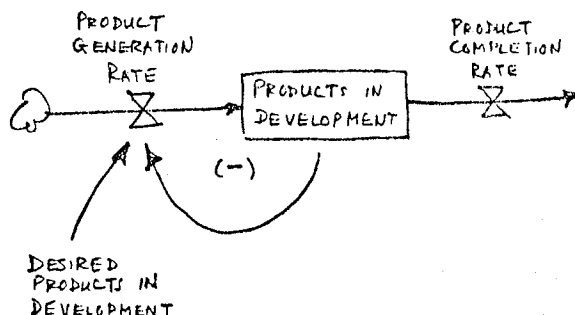 PRODUCT
GENERATION
RATE
PRODUCTS IN
DEVELOPMENT
PRODUCT
COMPLETION
RATE
(-)
DESIRED
PRODUCTS IN
DEVELOPMENT